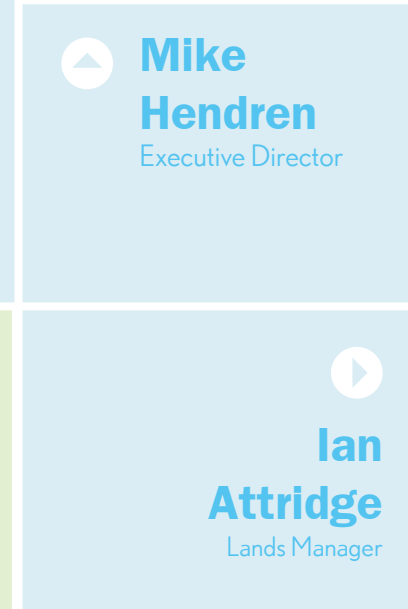 Mike
Hendren
Executive Director
Ian
Attridge
Lands Manager